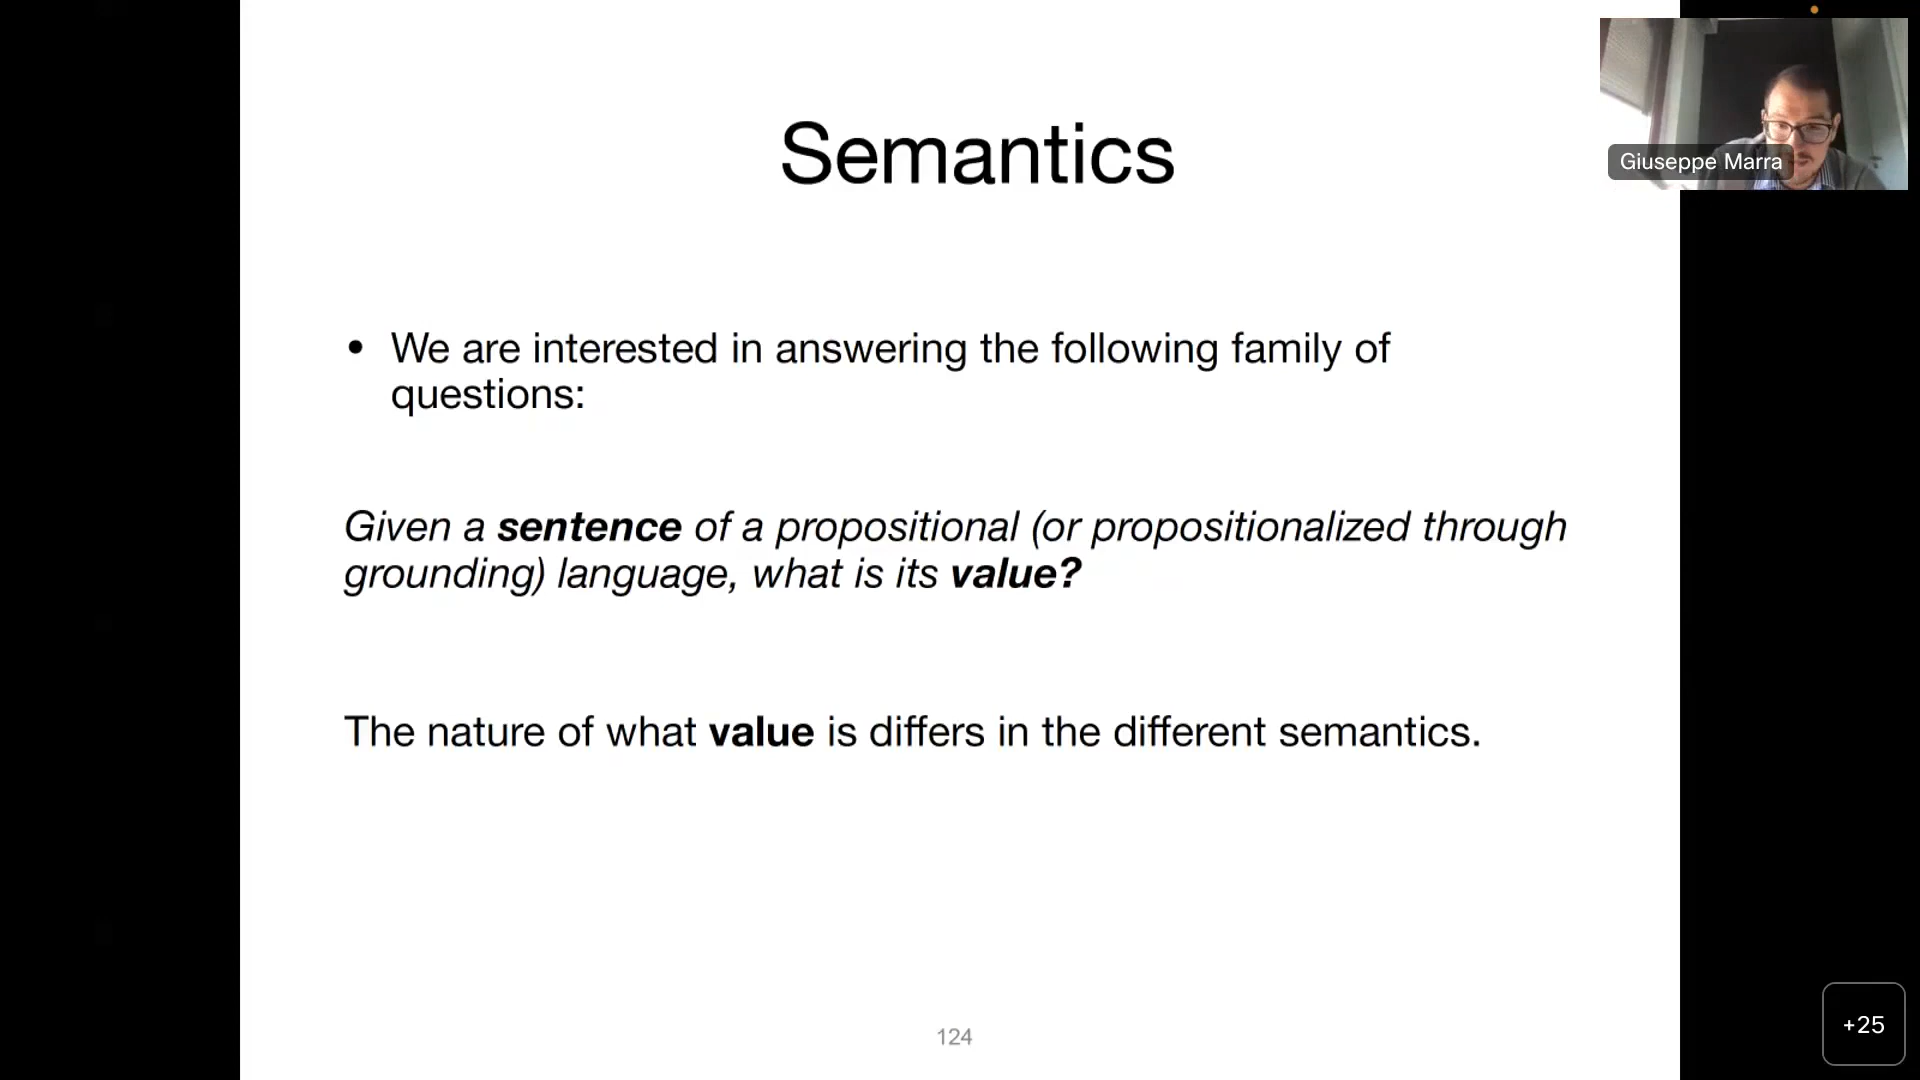 Semantics
Giuseppe Marra
• We are interested in answering the following family of
questions:
Given a sentence of a propositional (or propositionalized through
grounding) language, what is its value?
The nature of what value is differs in the different semantics.
124
+25